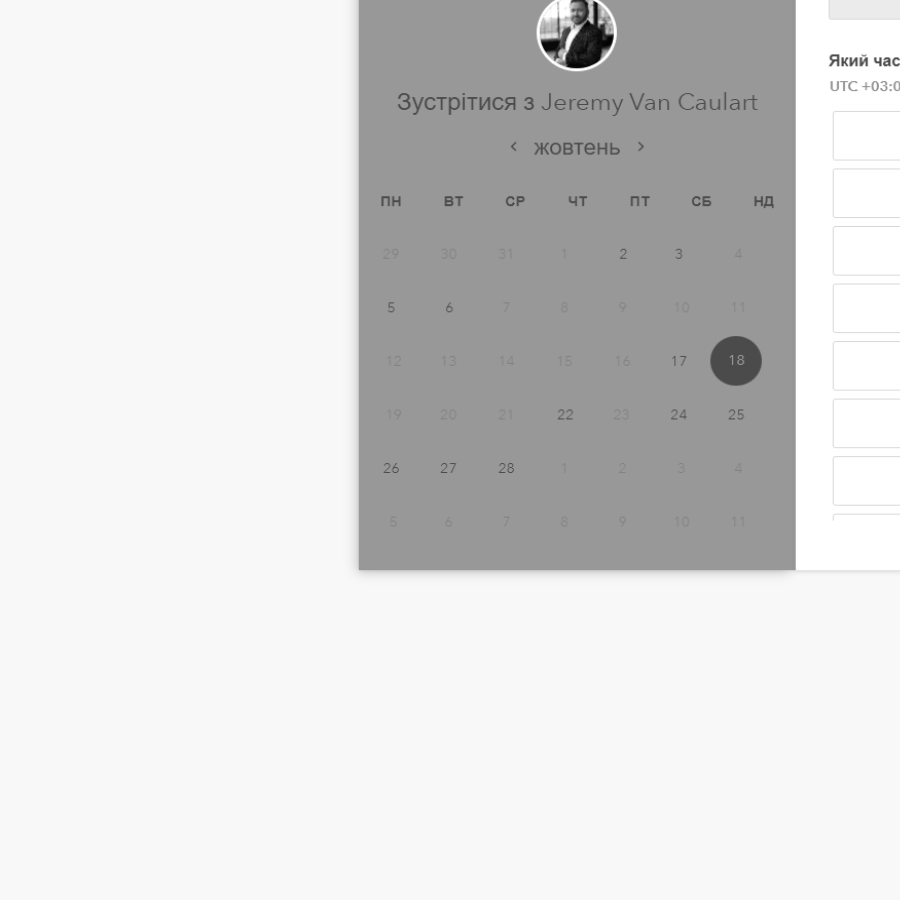 Зустрітися з Jeremy Van Caulart
жовтень
ПН ВТ СР ЧТ ПТ СБ НД
29 30 31 1 2 3 4
5 6 7 8 9 10 11
12 13 14 15 16 17 18
19 20 21 22 23 24 25
26 27 28 1 2 3 4
5 6 7 8 9 10 11
Який час
UTC +03:0